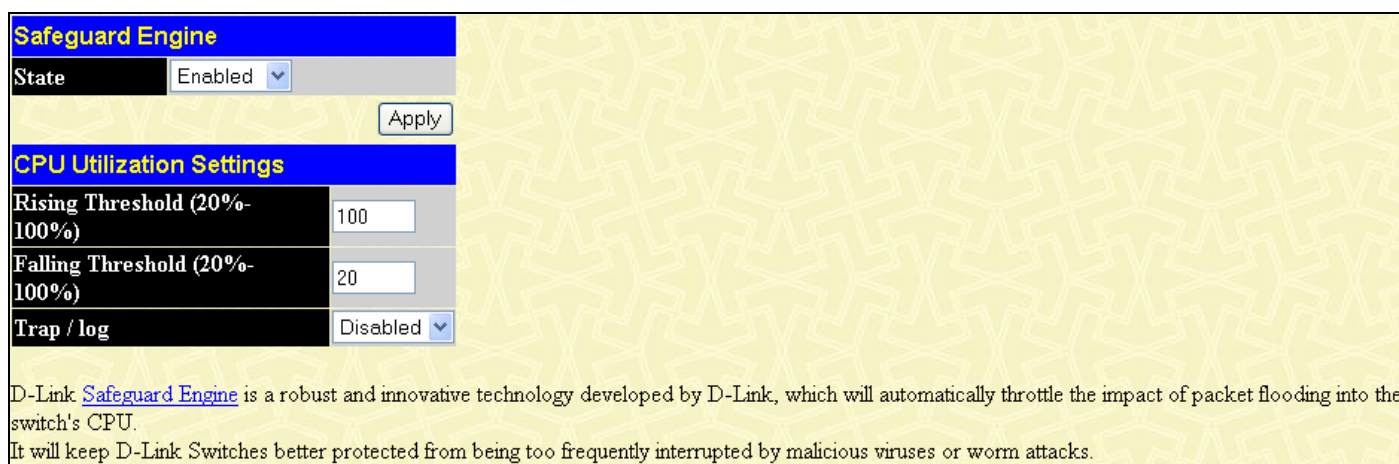 Safeguard Engine
State Enabled
Apply
CPU Utilization Settings
Rising Threshold (20%-
100%) 100
Falling Threshold (20%-
100%) 20
Trap / log Disabled
D-Link Safeguard Engine is a robust and innovative technology developed by D-Link, which will automatically throttle the impact of packet flooding into the
switch's CPU.
It will keep D-Link Switches better protected from being too frequently interrupted by malicious viruses or worm attacks.